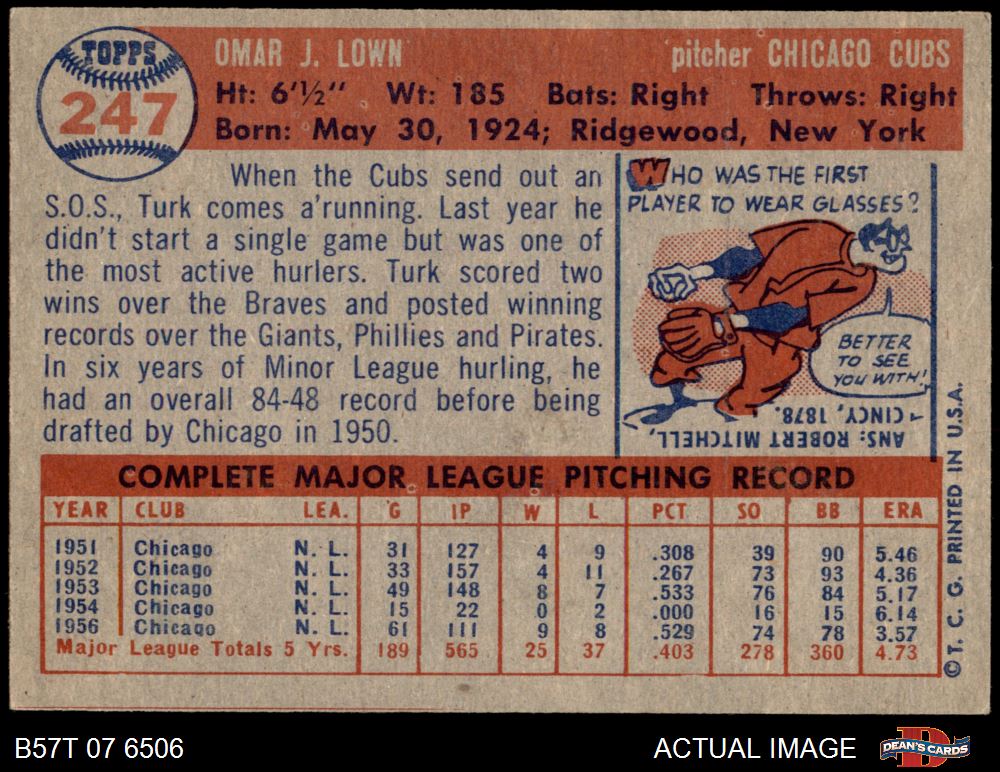 TOPPS
247
OMAR J. LOWN pitcher CHICAGO CUBS
Ht: 6'½" Wt: 185 Bats: Right Throws: Right
Born: May 30, 1924; Ridgewood, New York
When the Cubs send out an
S.O.S., Turk comes a'running. Last year he
didn't start a single game but was one of
the most active hurlers. Turk scored two
wins over the Braves and posted winning
records over the Giants, Phillies and Pirates.
In six years of Minor League hurling, he
had an overall 84-48 record before being
drafted by Chicago in 1950.
WHO WAS THE FIRST
PLAYER TO WEAR GLASSES?
BETTER
TO SEE
YOU WITH!
ANS: ROBERT MITCHELL,
- CINCY, 1878.
COMPLETE MAJOR LEAGUE PITCHING RECORD
YEAR CLUB LEA. G IP W L PCT SO BB ERA
1951 Chicago N. L. 31 127 4 9 .308 39 90 5.46
1952 Chicago N. L. 33 157 4 11 .267 73 93 4.36
1953 Chicago N. L. 49 148 8 7 .533 76 84 5.17
1954 Chicago N. L. 15 22 0 2 .000 16 15 6.14
1956 Chicago N. L. 61 111 9 8 .529 74 78 3.57
Major League Totals 5 Yrs. 189 565 25 37 .403 278 360 4.73
© T. C. G. PRINTED IN U.S.A.
B57T 07 6506 ACTUAL IMAGE
D
DEAN'S CARDS